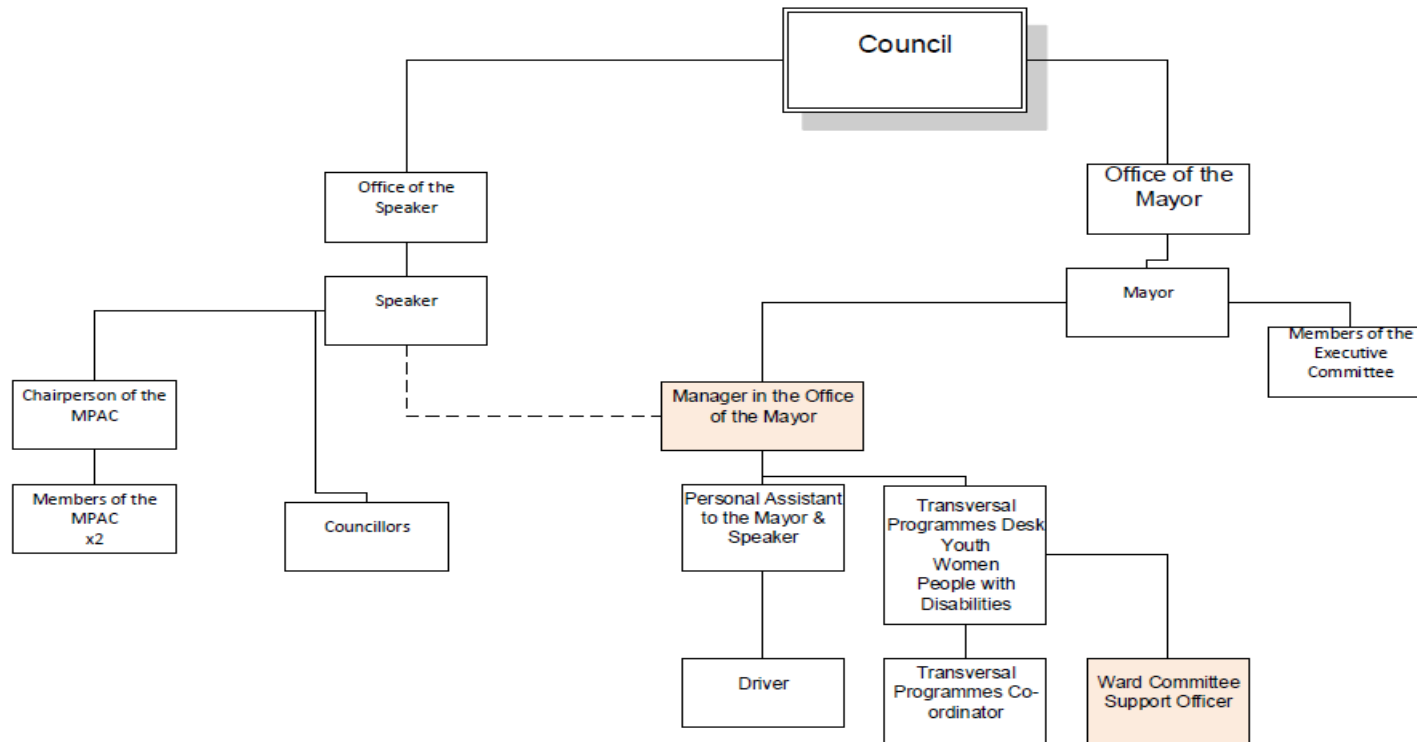 Council
Office of the
Speaker
Office of the
Mayor
Speaker
Mayor
Members of the
Executive
Committee
Chairperson of the
MPAC
Manager in the Office
of the Mayor
Members of the
MPAC
x2
Councillors
Personal Assistant
to the Mayor &
Speaker
Transversal
Programmes Desk
Youth
Women
People with
Disabilities
Driver
Transversal
Programmes Co-
ordinator
Ward Committee
Support Officer